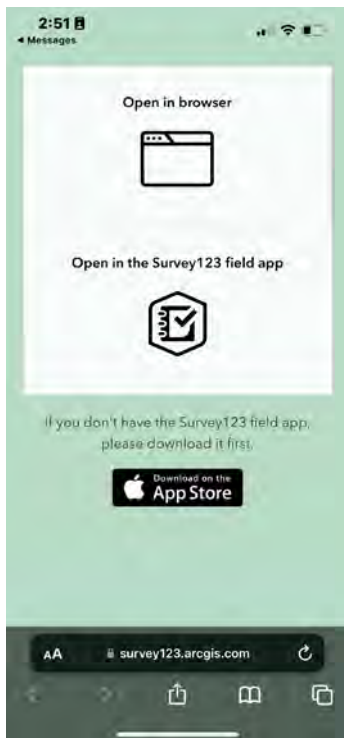 2:51
◄ Messages
Open in browser
Open in the Survey123 field app
If you don't have the Survey123 field app,
please download it first.
Download on the
App Store
AA survey123.arcgis.com